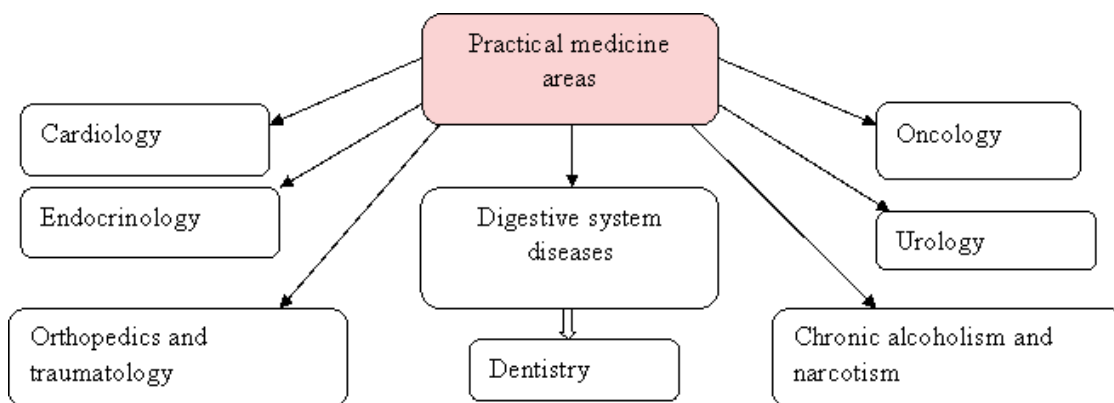 Practical medicine
areas
Cardiology
Oncology
Endocrinology
Digestive system
diseases
Urology
Orthopedics and
traumatology
Dentistry
Chronic alcoholism and
narcotism